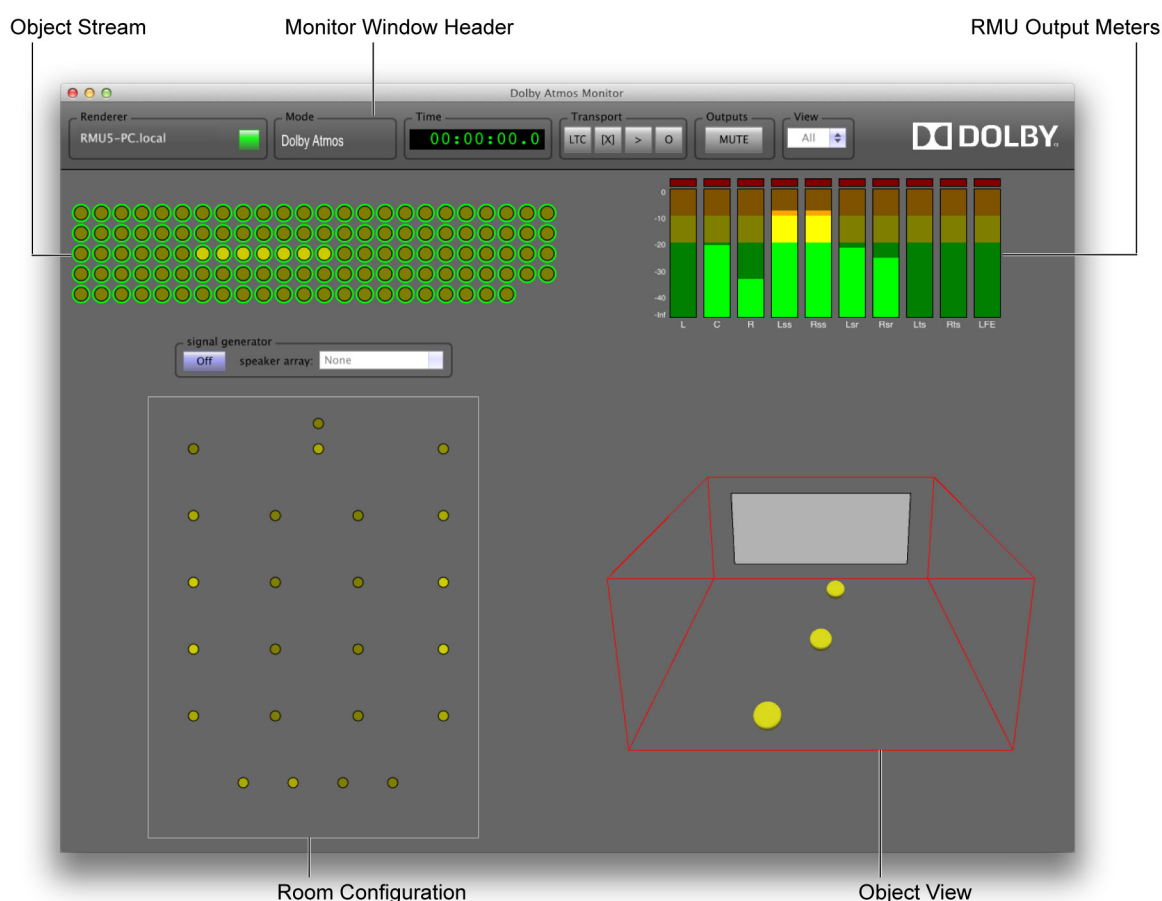 Object Stream
Monitor Window Header
RMU Output Meters
Dolby Atmos Monitor
Renderer
RMU5-PC.local
Mode
Dolby Atmos
Time
00:00:00.0
Transport
LTC
[X]
>
O
Outputs
MUTE
View
All
DOLBY
0
-10
-20
-30
-40
-Inf
L
C
R
Lss
Rss
Lsr
Rsr
Lts
Rts
LFE
signal generator
Off
speaker array:
None
Room Configuration
Object View